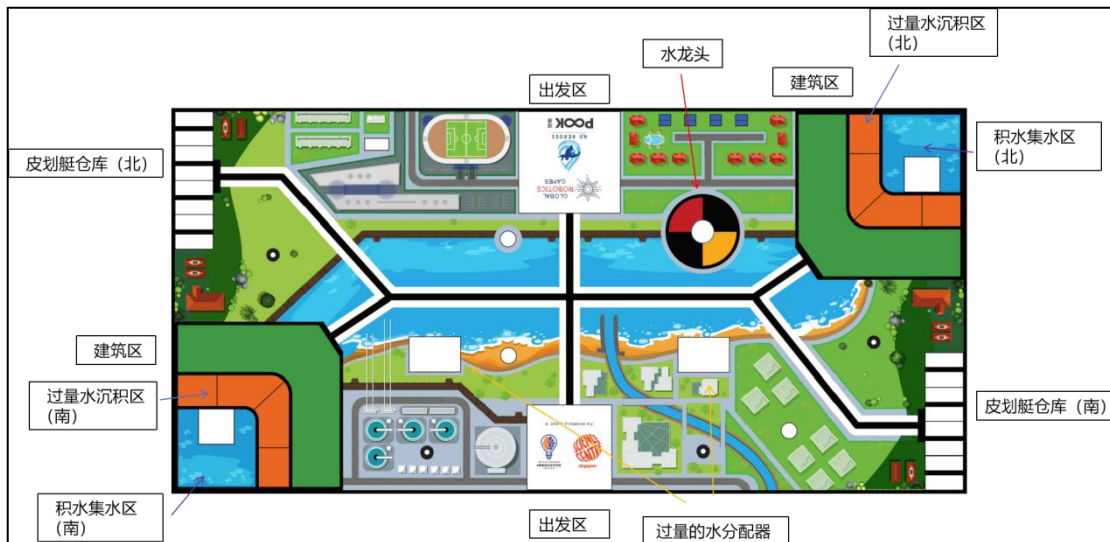 过量水沉积区
(北)
水龙头
建筑区
出发区
积水集水区
(北)
皮划艇仓库(北)
POOK
GLOBAL
ROBOTICS
GAMES
建筑区
过量水沉积区
(南)
皮划艇仓库(南)
SCIENCE
CENTRE
singapore
积水集水区
(南)
出发区
过量的水分配器